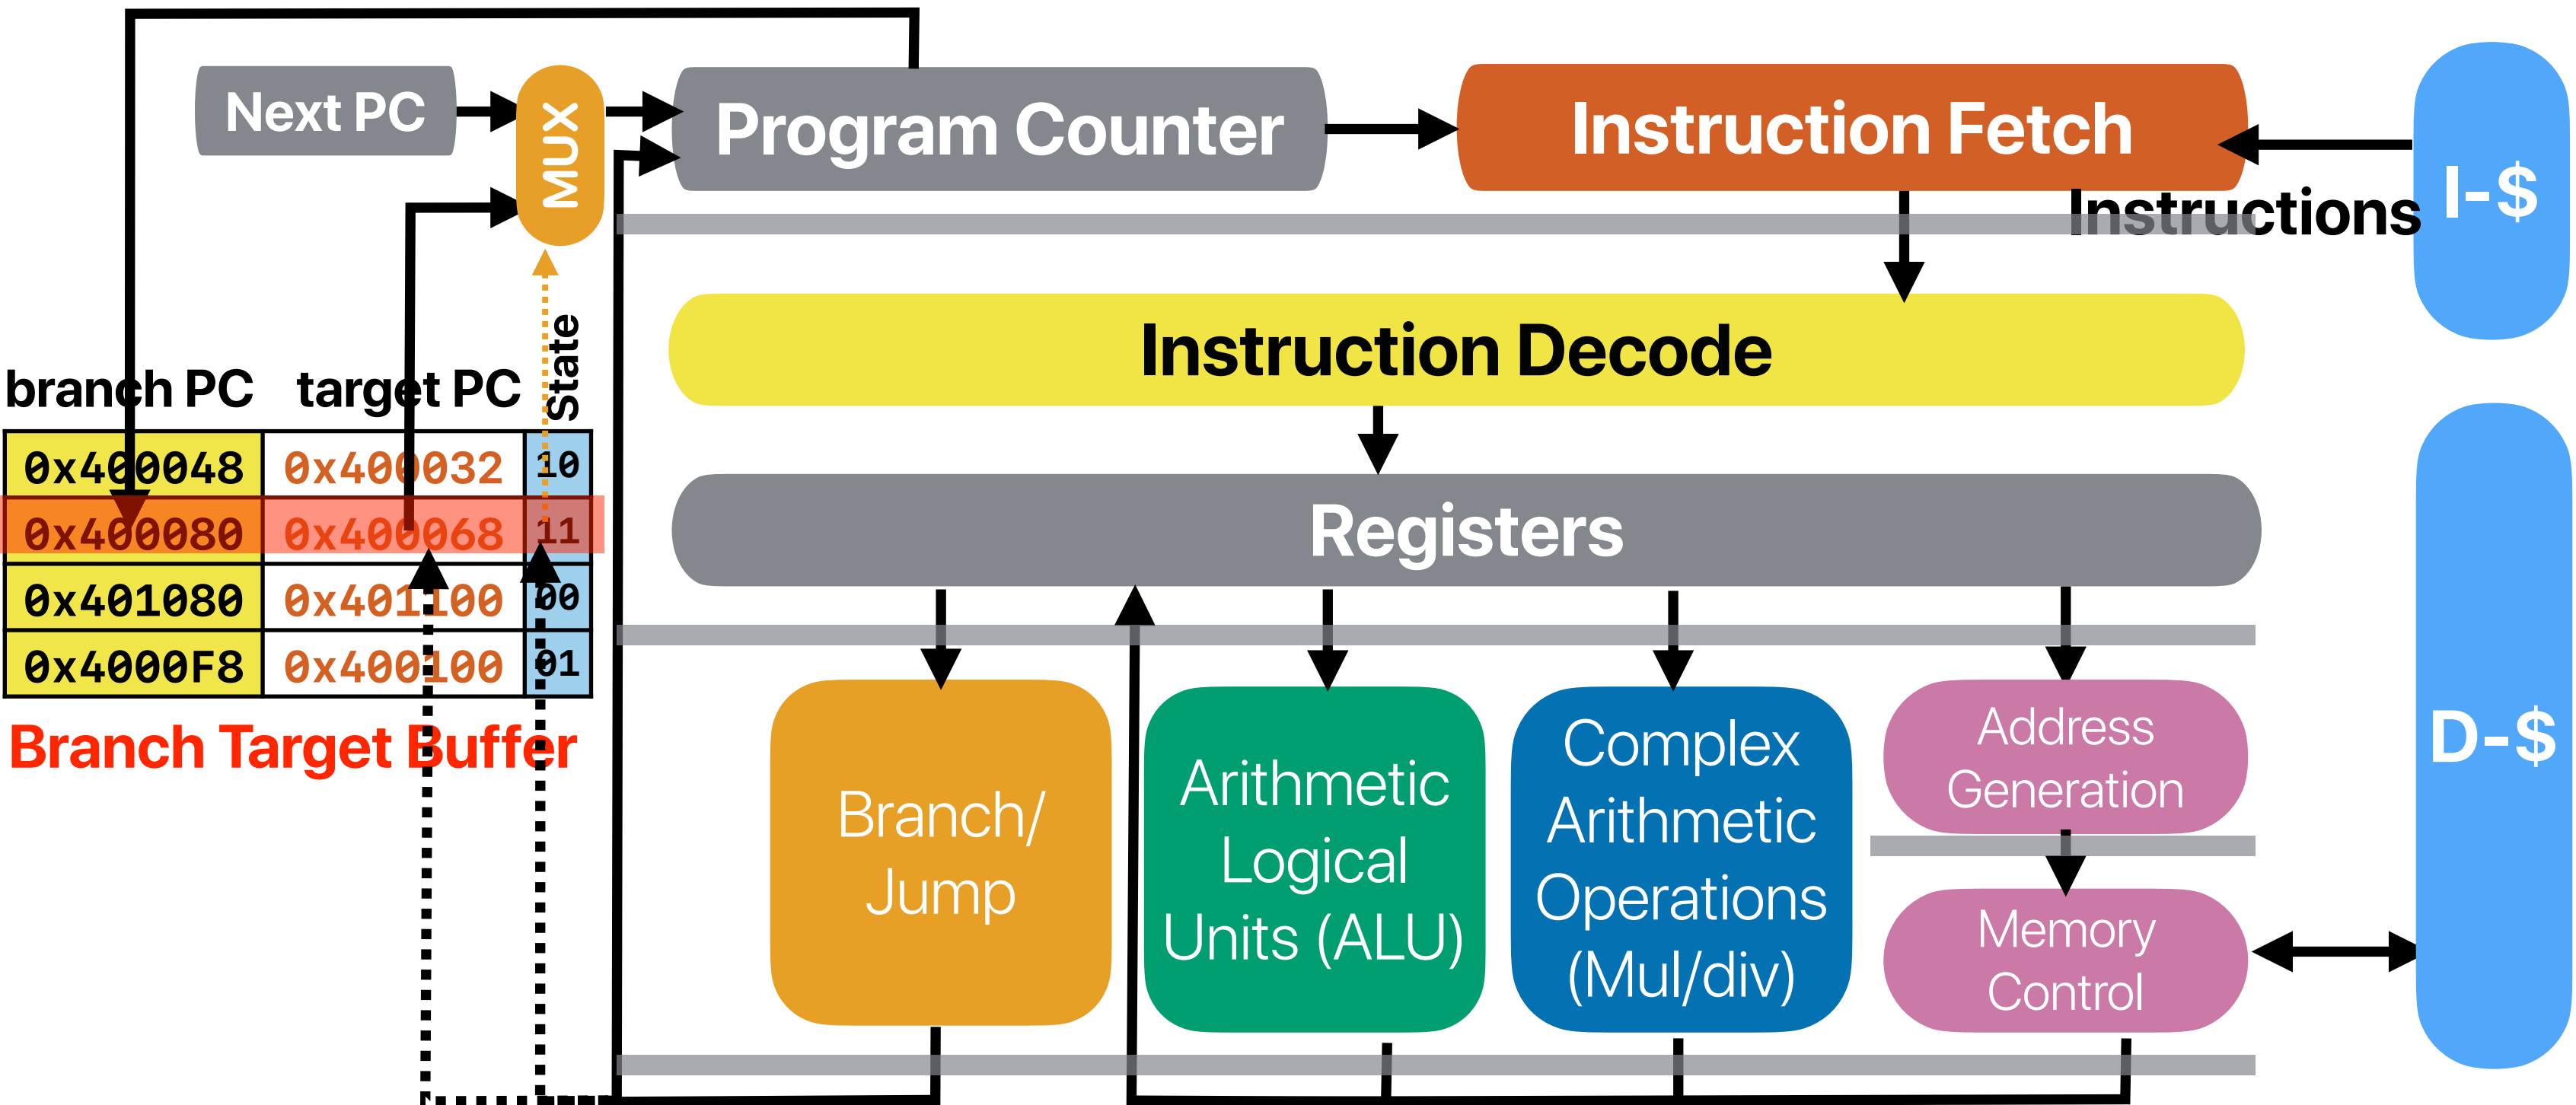 Next PC
MUX
Program Counter
Instruction Fetch
I-$
Instructions
State
Instruction Decode
branch PC target PC
0x400048 0x400032 10
0x400080 0x400068 11
0x401080 0x401100 00
0x4000F8 0x400100 01
Branch Target Buffer
Registers
Branch/
Jump
Arithmetic
Logical
Units (ALU)
Complex
Arithmetic
Operations
(Mul/div)
Address
Generation
Memory
Control
D-$